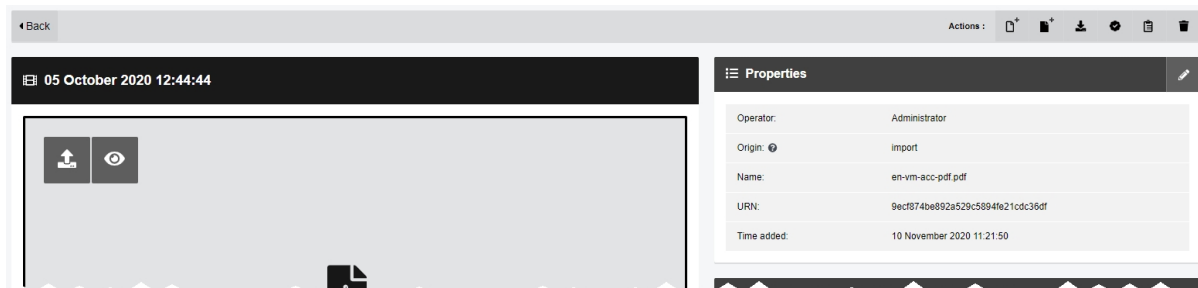 Back
Actions :
05 October 2020 12:44:44
Properties
Operator: Administrator
Origin: import
Name: en-vm-acc-pdf.pdf
URN: 9ecf874be892a529c5894fe21cdc36df
Time added: 10 November 2020 11:21:50